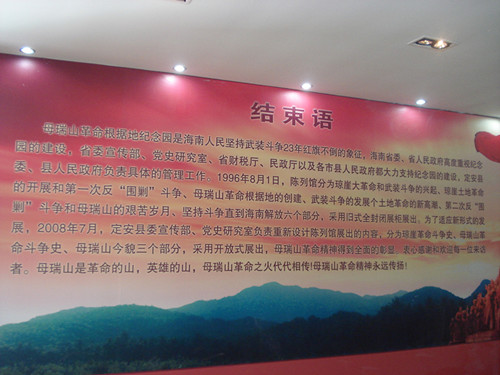 结束语
母瑞山革命根据地纪念园是海南人民坚持武装斗争23年红旗不倒的象征，海南省委、省人民政府高度重视纪念
园的建设，省委宣传部、党史研究室、省财税厅、民政厅以及各市县人民政府都大力支持纪念园的建设，定安县
委、县人民政府负责具体的管理工作。1996年8月1日，陈列馆分为琼崖大革命和武装斗争的兴起、琼崖土地革命
的开展和第一次反“围剿”斗争、母瑞山革命根据地的创建、武装斗争的发展个土地革命的新高潮、第二次反“围
剿”斗争和母瑞山的艰苦岁月、坚持斗争直到海南解放六个部分，采用旧式全封闭展柜展出，为了适应新形式的发
展，2008年7月，定安县委宣传部、党史研究室负责重新设计陈列馆展出的内容，分为琼崖革命斗争史、母瑞山革
命斗争史、母瑞山今貌三个部分，采用开放式展出，母瑞山革命精神得到全面的彰显，衷心感谢和欢迎每一位来访
者。母瑞山是革命的山，英雄的山，母瑞山革命之火代代相传!母瑞山革命精神永远传扬!